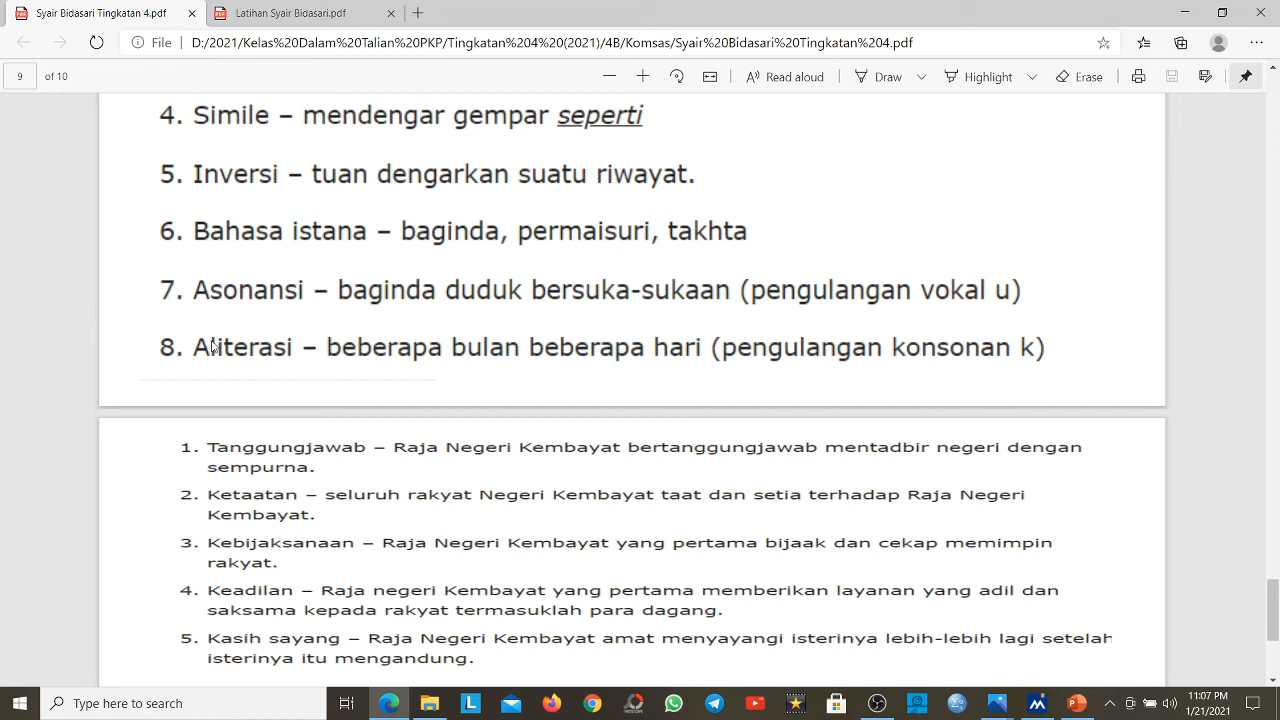 Syair Bidasari Tingkatan 4.pdf
Latihan Syair Bidasari.pdf
File
D:/2021/Kelas%20Dalam%20Talian%20PKP/Tingkatan%204%20(2021)/4B/Komsas/Syair%20Bidasari%20Tingkatan%204.pdf
9 of 10
Read aloud
Draw
Highlight
Erase
4. Simile – mendengar gempar seperti
5. Inversi – tuan dengarkan suatu riwayat.
6. Bahasa istana – baginda, permaisuri, takhta
7. Asonansi – baginda duduk bersuka-sukaan (pengulangan vokal u)
8. Aliterasi – beberapa bulan beberapa hari (pengulangan konsonan k)
1. Tanggungjawab – Raja Negeri Kembayat bertanggungjawab mentadbir negeri dengan
sempurna.
2. Ketaatan – seluruh rakyat Negeri Kembayat taat dan setia terhadap Raja Negeri
Kembayat.
3. Kebijaksanaan – Raja Negeri Kembayat yang pertama bijaak dan cekap memimpin
rakyat.
4. Keadilan – Raja negeri Kembayat yang pertama memberikan layanan yang adil dan
saksama kepada rakyat termasuklah para dagang.
5. Kasih sayang – Raja Negeri Kembayat amat menyayangi isterinya lebih-lebih lagi setelah
isterinya itu mengandung.
Type here to search
11:07 PM
1/21/2021